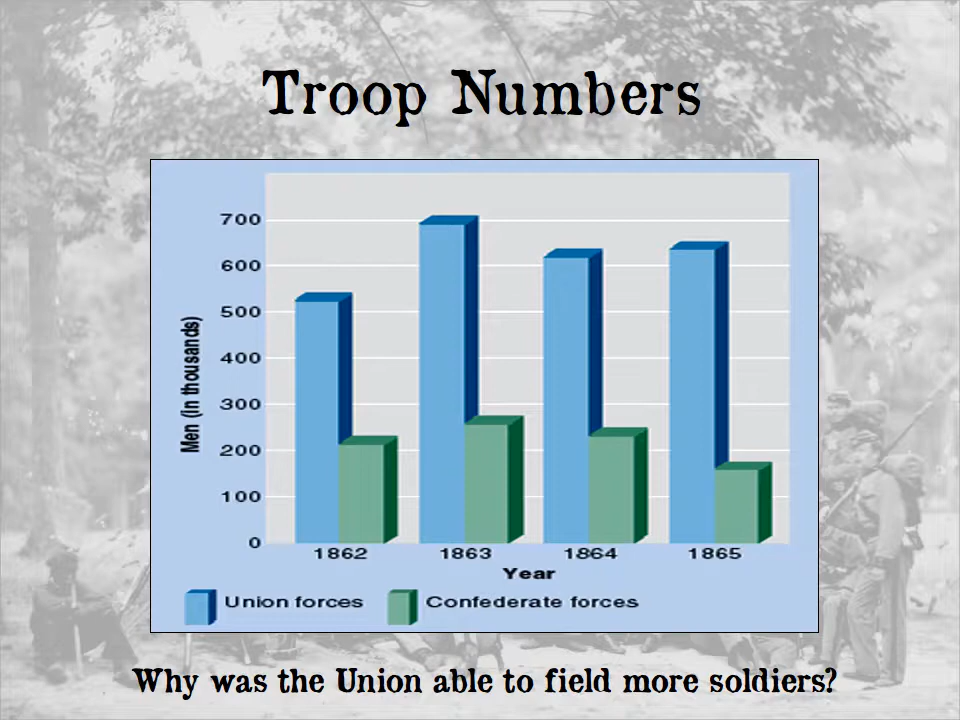 Troop Numbers
700
600
500
400
300
200
100
0
Men (in thousands)
1862 1863 1864 1865
Year
Union forces Confederate forces
Why was the Union able to field more soldiers?